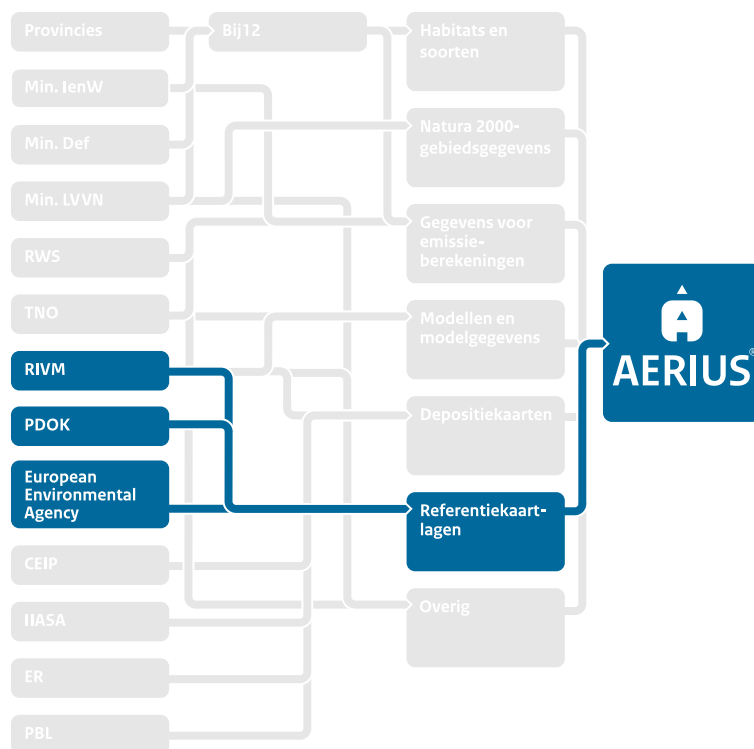 Provincies
Min. IenW
Min. Def
Min. LVVN
RWS
TNO
RIVM
PDOK
European
Environmental
Agency
CEIP
IIASA
ER
PBL
Bij12
Habitats en
soorten
Natura 2000-
gebiedsgegevens
Gegevens voor
emissie-
berekeningen
Modellen en
modelgegevens
Depositiekaarten
Referentiekaart-
lagen
Overig
AERIUS®